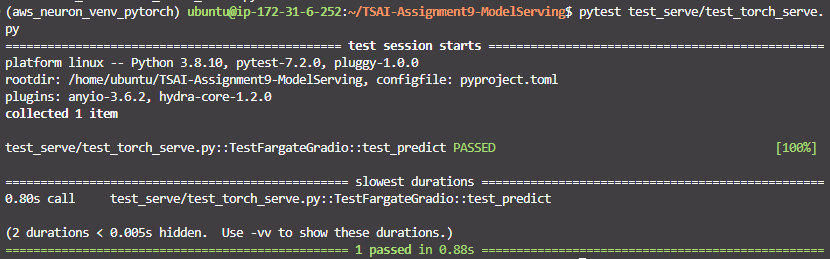 (aws_neuron_venv_pytorch) ubuntu@ip-172-31-6-252:~/TSAI-Assignment9-ModelServing$ pytest test_serve/test_torch_serve.
py
================================================ test session starts ================================================
platform linux -- Python 3.8.10, pytest-7.2.0, pluggy-1.0.0
rootdir: /home/ubuntu/TSAI-Assignment9-ModelServing, configfile: pyproject.toml
plugins: anyio-3.6.2, hydra-core-1.2.0
collected 1 item
test_serve/test_torch_serve.py::TestFargateGradio::test_predict PASSED [100%]
================================================= slowest durations =================================================
0.80s call test_serve/test_torch_serve.py::TestFargateGradio::test_predict
(2 durations < 0.005s hidden. Use -vv to show these durations.)
================================================= 1 passed in 0.88s =================================================